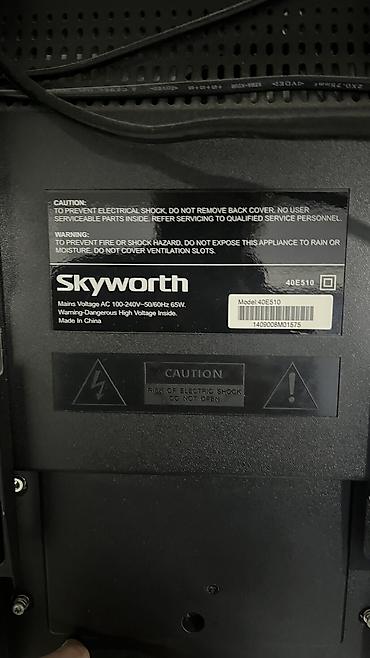 CAUTION:
TO PREVENT ELECTRICAL SHOCK, DO NOT REMOVE BACK COVER. NO USER
SERVICEABLE PARTS INSIDE. REFER SERVICING TO QUALIFIED SERVICE PERSONNEL.
WARNING:
TO PREVENT FIRE OR SHOCK HAZARD, DO NOT EXPOSE THIS APPLIANCE TO RAIN OR
MOISTURE. DO NOT COVER VENTILATION SLOTS.
Skyworth
40E510
Mains Voltage AC 100-240V~50/60Hz 65W.
Warning-Dangerous High Voltage Inside.
Made In China
Model:40E510
1409008M01575
CAUTION
RISK OF ELECTRIC SHOCK
DO NOT OPEN